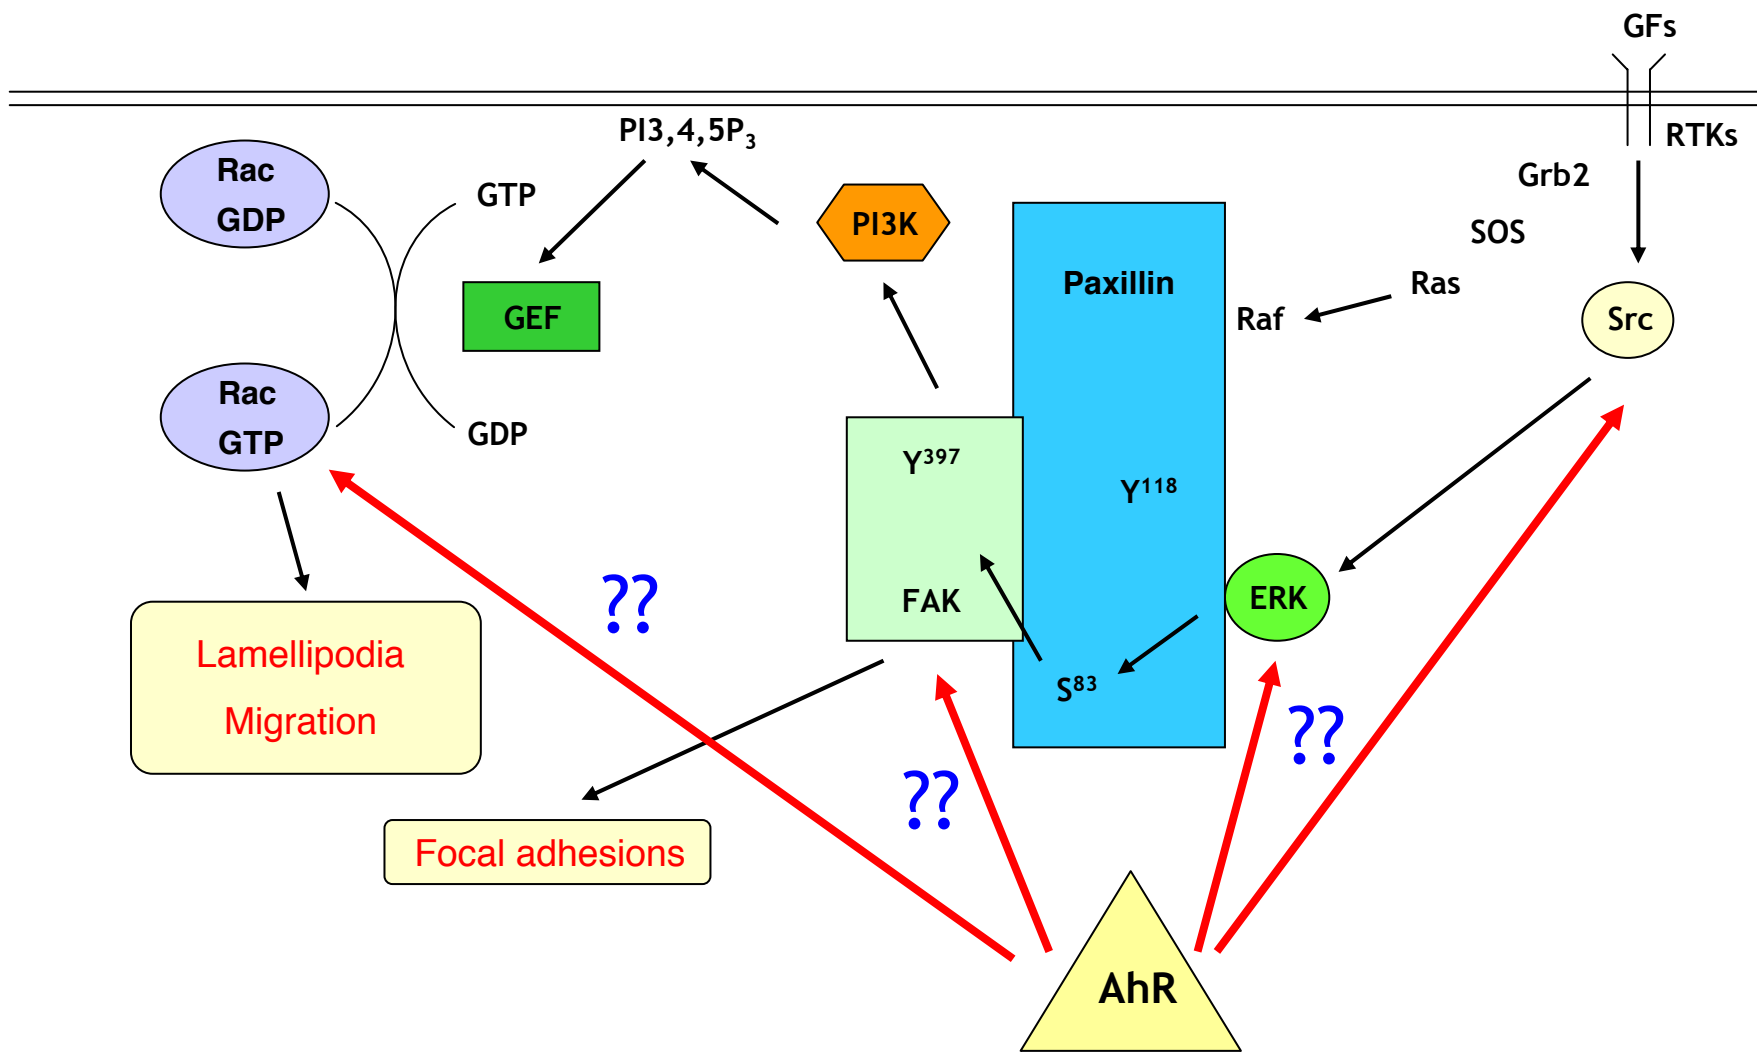 GFs
RTKs
PI3,4,5P₃
Rac
GDP
GTP
Grb2
PI3K
SOS
Paxillin
Ras
GEF
Raf
Src
Rac
GTP
GDP
Y³⁹⁷
Y¹¹⁸
??
FAK
ERK
Lamellipodia
Migration
S⁸³
??
??
Focal adhesions
AhR